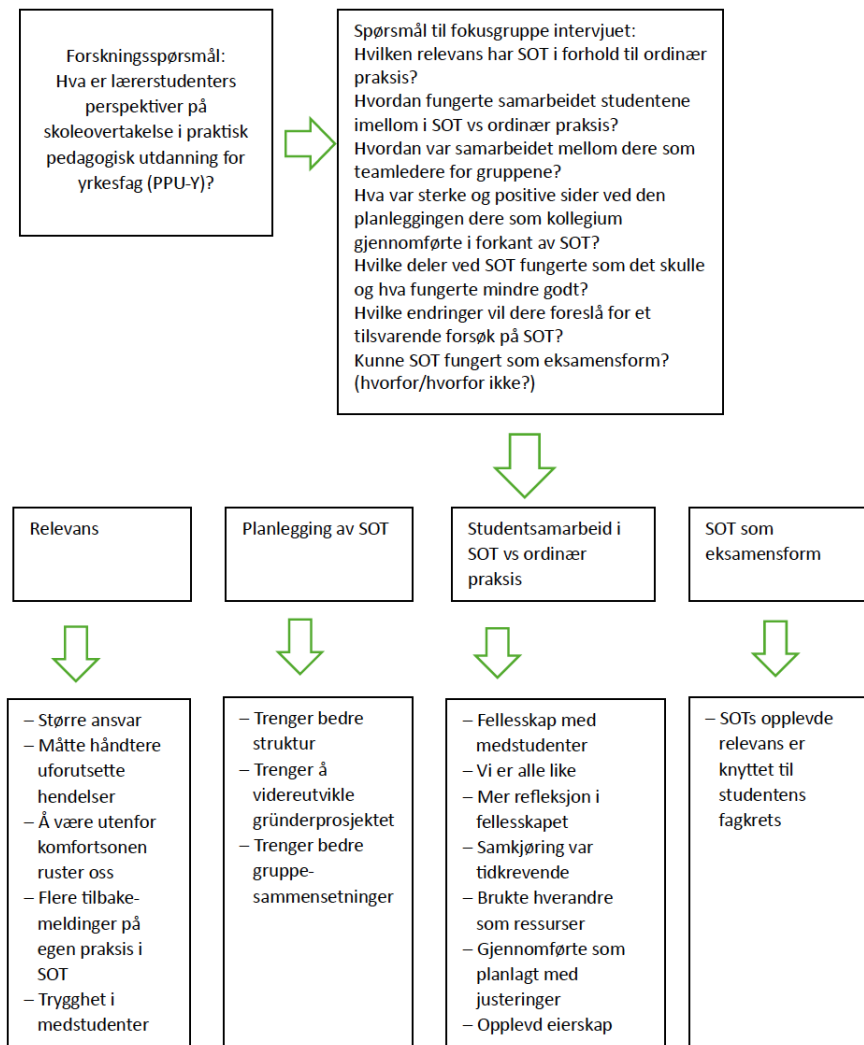 Forskningsspørsmål:
Hva er lærerstudenters
perspektiver på
skoleovertakelse i praktisk
pedagogisk utdanning for
yrkesfag (PPU-Y)?
Spørsmål til fokusgruppe intervjuet:
Hvilken relevans har SOT i forhold til ordinær
praksis?
Hvordan fungerte samarbeidet studentene
imellom i SOT vs ordinær praksis?
Hvordan var samarbeidet mellom dere som
teamledere for gruppene?
Hva var sterke og positive sider ved den
planleggingen dere som kollegium
gjennomførte i forkant av SOT?
Hvilke deler ved SOT fungerte som det skulle
og hva fungerte mindre godt?
Hvilke endringer vil dere foreslå for et
tilsvarende forsøk på SOT?
Kunne SOT fungert som eksamensform?
(hvorfor/hvorfor ikke?)
Relevans
Planlegging av SOT
Studentsamarbeid i
SOT vs ordinær
praksis
SOT som
eksamensform
– Større ansvar
– Måtte håndtere
uforutsette
hendelser
– Å være utenfor
komfortsonen
ruster oss
– Flere tilbake-
meldinger på
egen praksis i
SOT
– Trygghet i
medstudenter
– Trenger bedre
struktur
– Trenger å
videreutvikle
gründerprosjektet
– Trenger bedre
gruppe-
sammensetninger
– Fellesskap med
medstudenter
– Vi er alle like
– Mer refleksjon i
fellesskapet
– Samkjøring var
tidkrevende
– Brukte hverandre
som ressurser
– Gjennomførte som
planlagt med
justeringer
– Opplevd eierskap
– SOTs opplevde
relevans er
knyttet til
studentens
fagkrets